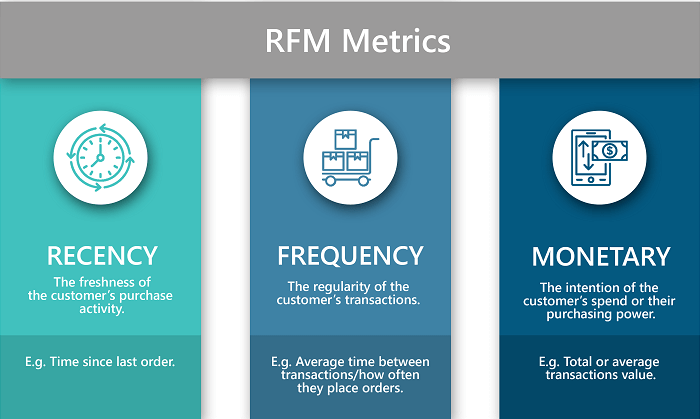 RFM Metrics
RECENCY
The freshness of
the customer's purchase
activity.
E.g. Time since last order.
FREQUENCY
The regularity of the
customer's transactions.
E.g. Average time between
transactions/how often
they place orders.
MONETARY
The intention of the
customer's spend or their
purchasing power.
E.g. Total or average
transactions value.